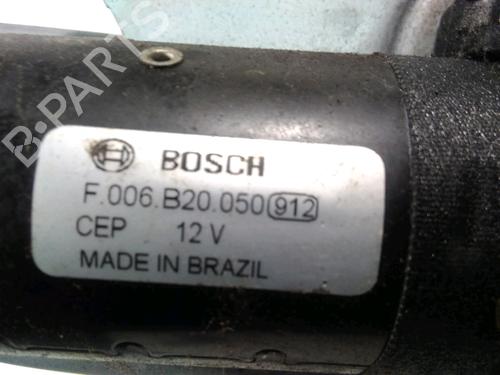 B-PARTS
BOSCH
F.006.B20.050 912
CEP 12 V
MADE IN BRAZIL